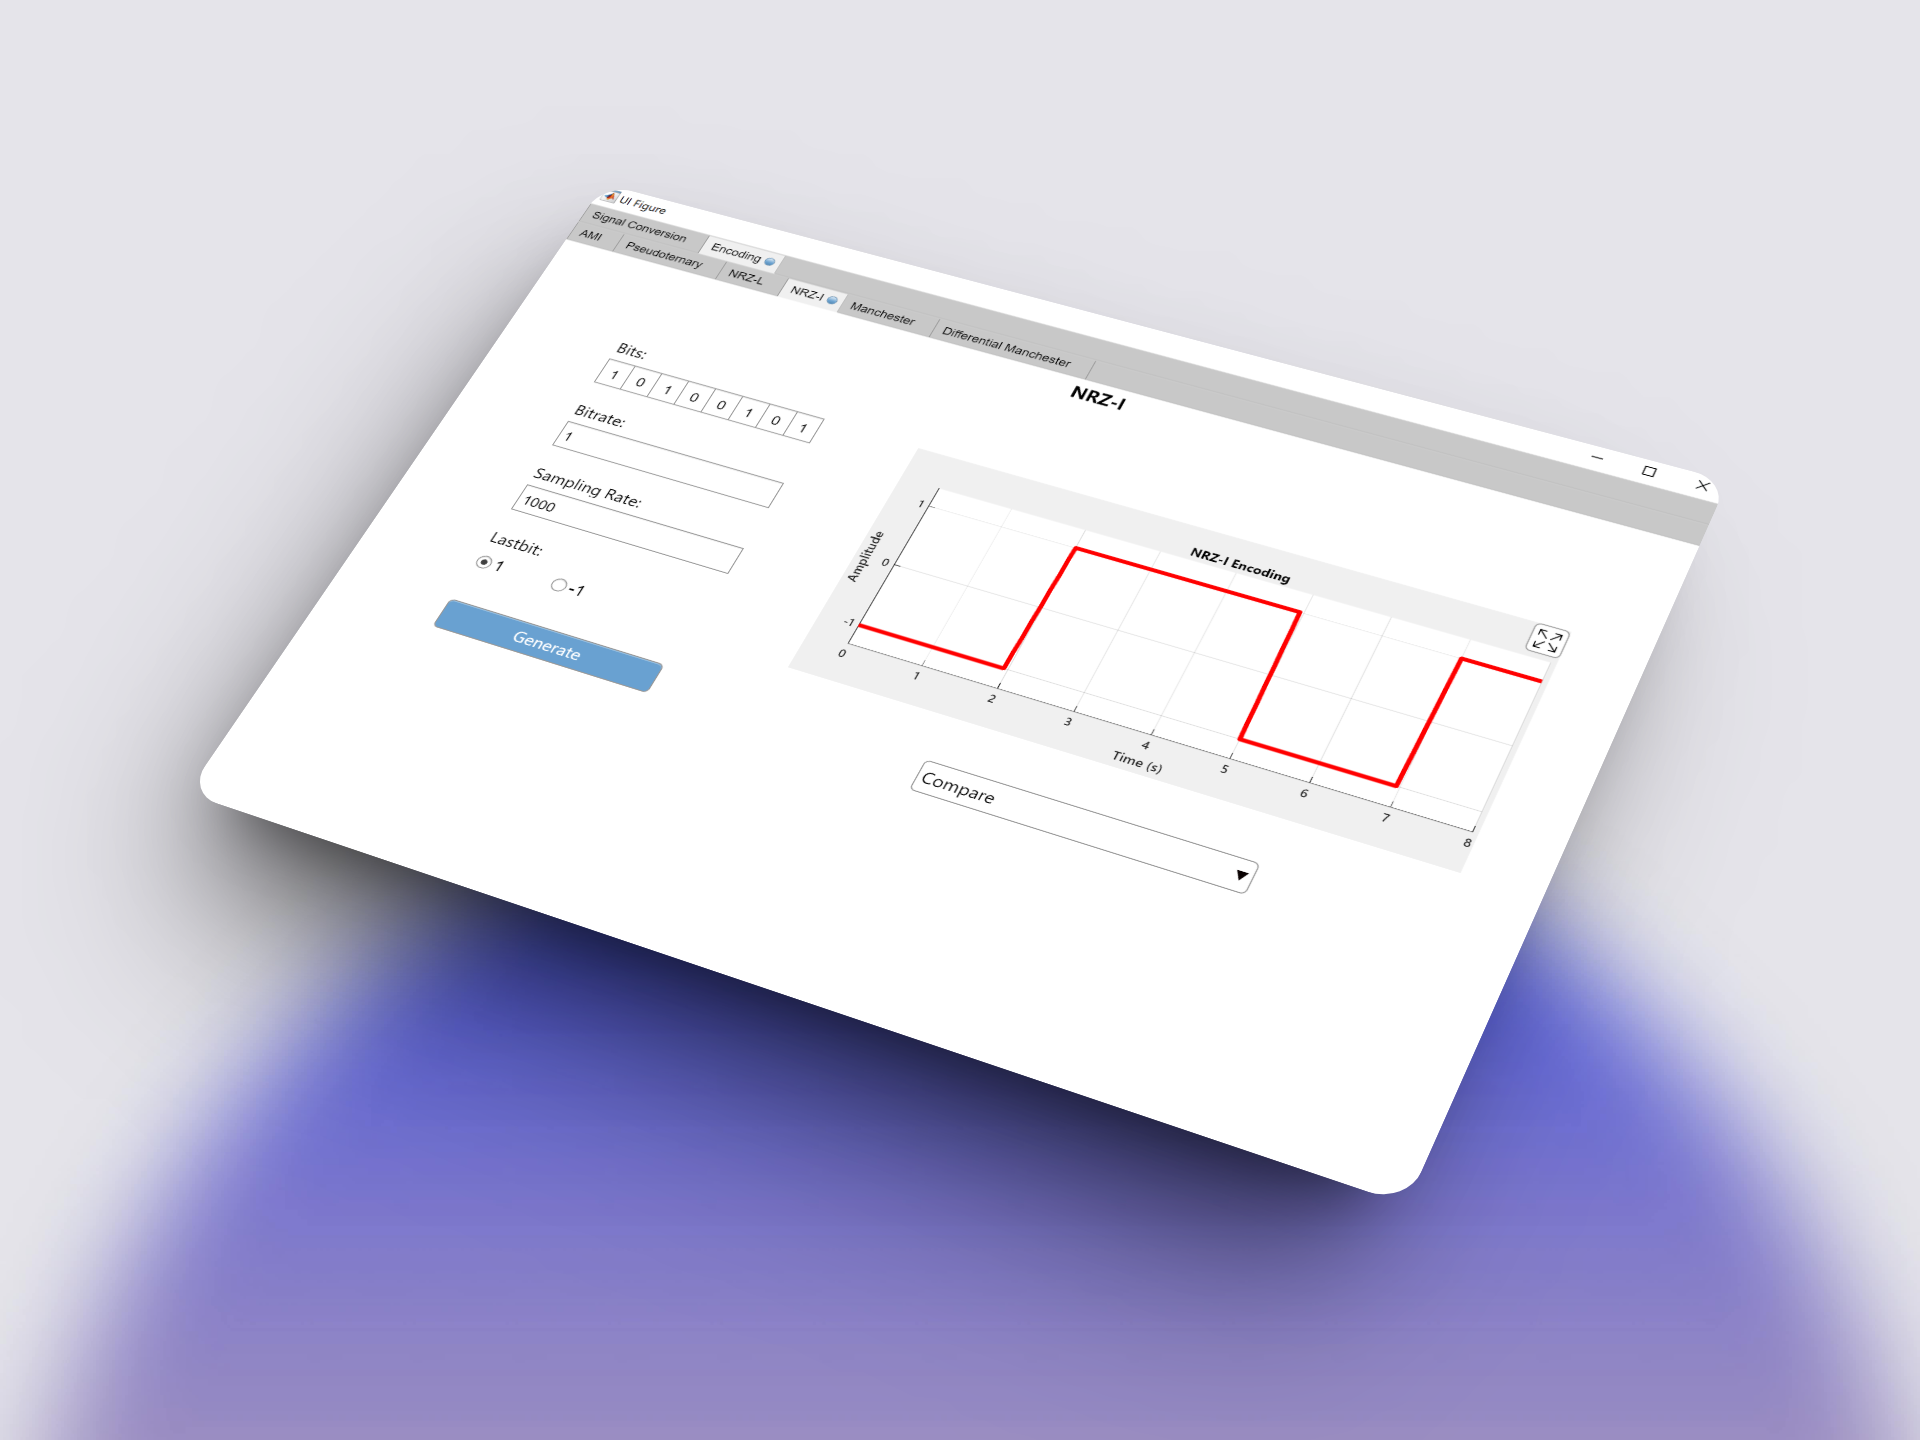 UI Figure
Signal Conversion Encoding
AMI Pseudoternary NRZ-L NRZ-I Manchester Differential Manchester
NRZ-I
Bits:
1 0 1 0 0 1 0 1
Bitrate:
1
Sampling Rate:
1000
Lastbit:
1 -1
Generate
NRZ-I Encoding
Amplitude
1
0
-1
0 1 2 3 4 5 6 7 8
Time (s)
Compare